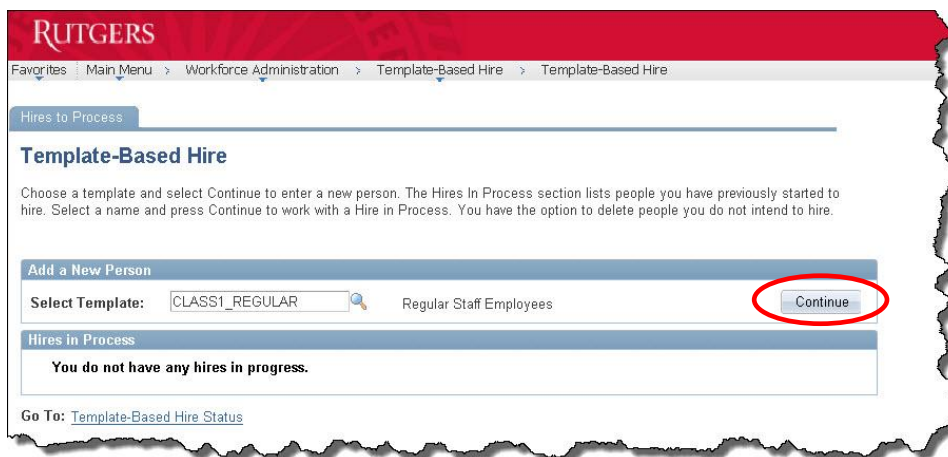 RUTGERS
Favorites Main Menu > Workforce Administration > Template-Based Hire > Template-Based Hire
Hires to Process
Template-Based Hire
Choose a template and select Continue to enter a new person. The Hires In Process section lists people you have previously started to
hire. Select a name and press Continue to work with a Hire in Process. You have the option to delete people you do not intend to hire.
Add a New Person
Select Template: CLASS1_REGULAR Regular Staff Employees Continue
Hires in Process
You do not have any hires in progress.
Go To: Template-Based Hire Status